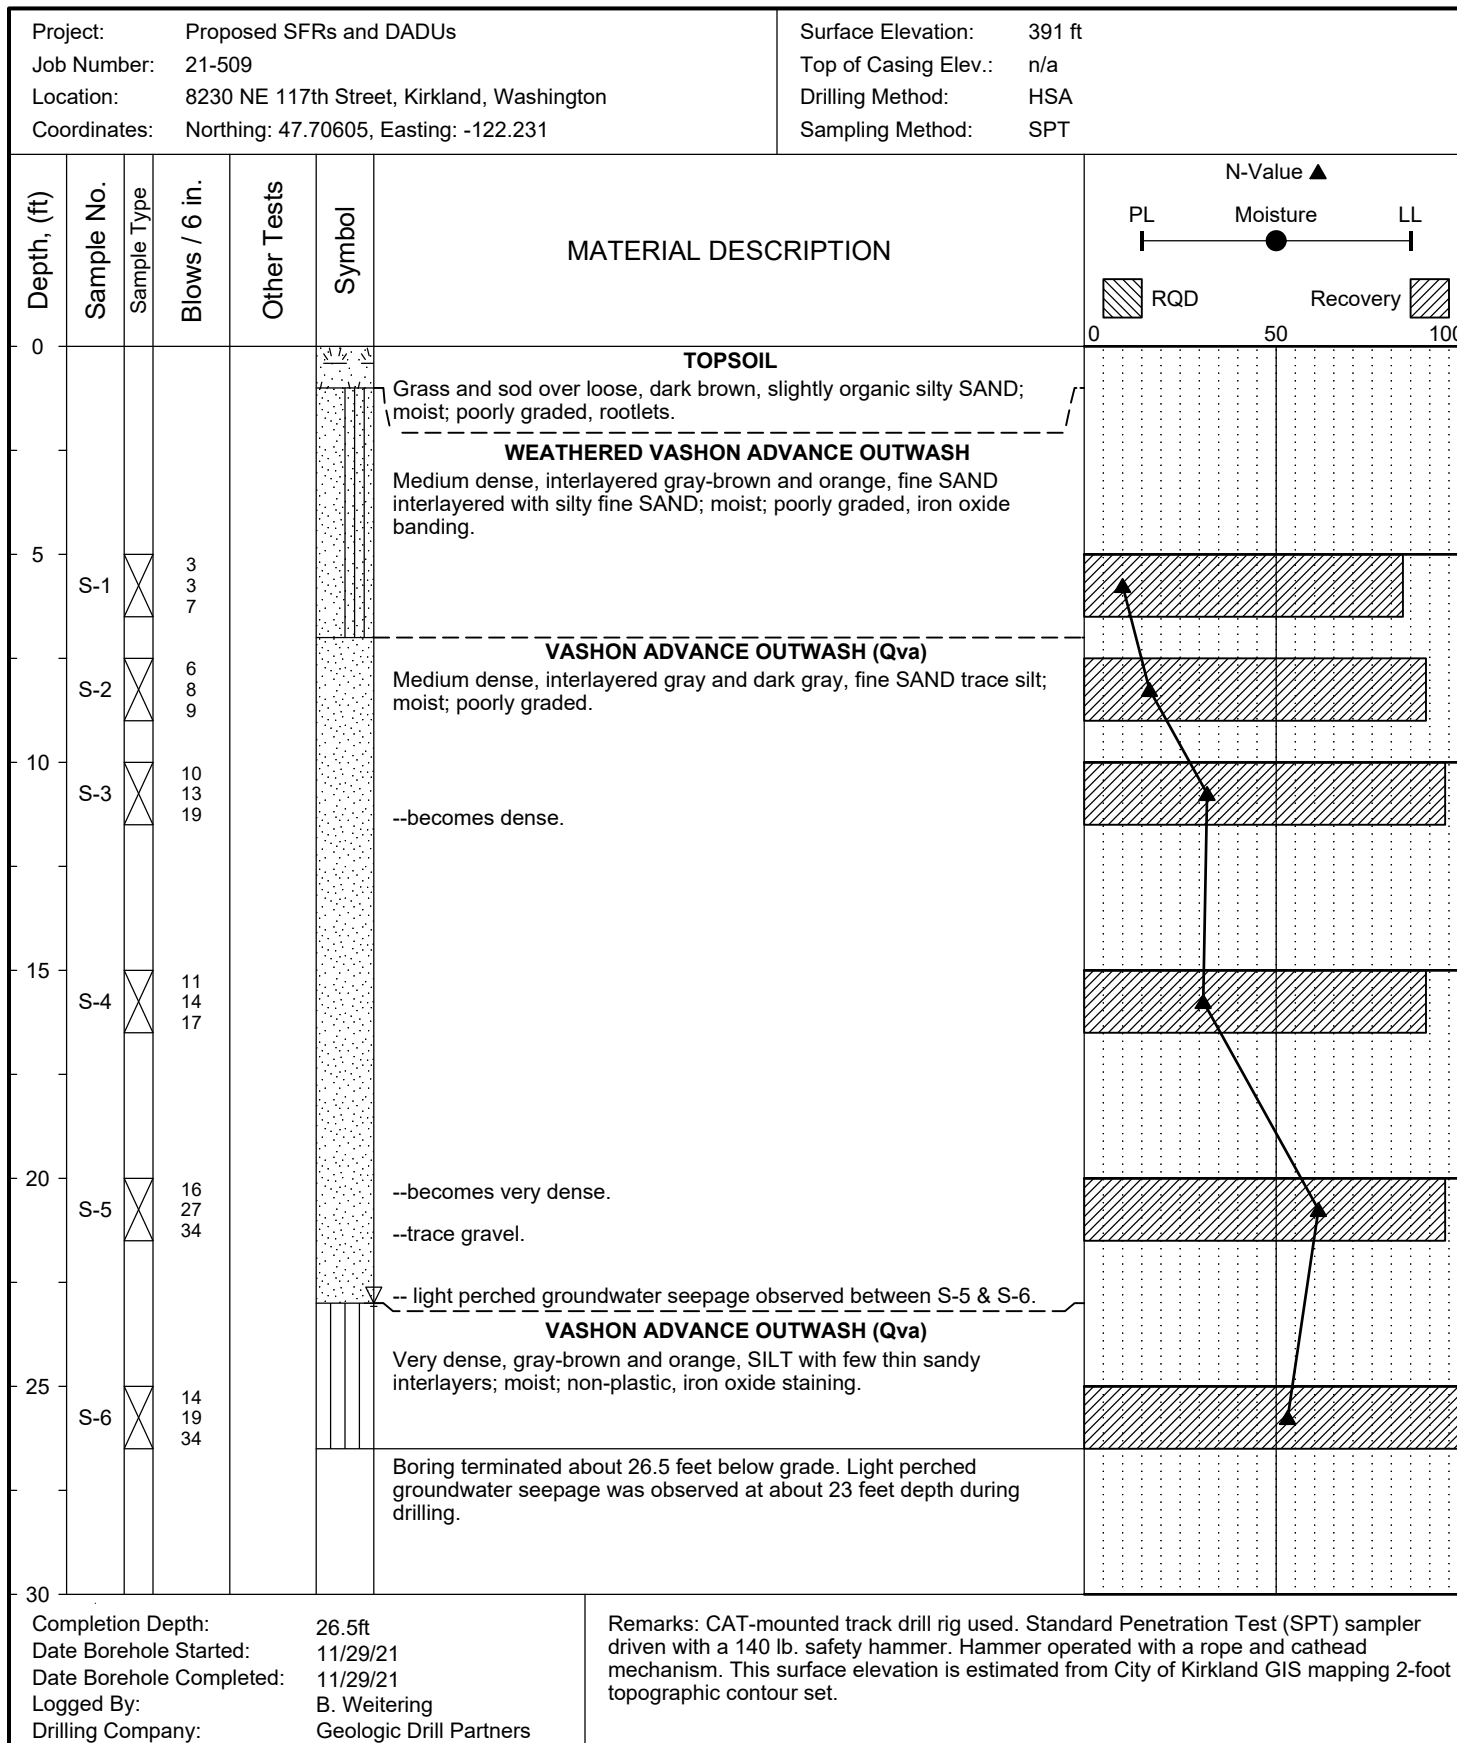 Project: Proposed SFRs and DADUs
Job Number: 21-509
Location: 8230 NE 117th Street, Kirkland, Washington
Coordinates: Northing: 47.70605, Easting: -122.231
Surface Elevation: 391 ft
Top of Casing Elev.: n/a
Drilling Method: HSA
Sampling Method: SPT
Depth, (ft)
Sample No.
Sample Type
Blows / 6 in.
Other Tests
Symbol
MATERIAL DESCRIPTION
N-Value
PL Moisture LL
RQD Recovery
0 50 100
0
TOPSOIL
Grass and sod over loose, dark brown, slightly organic silty SAND;
moist; poorly graded, rootlets.
WEATHERED VASHON ADVANCE OUTWASH
Medium dense, interlayered gray-brown and orange, fine SAND
interlayered with silty fine SAND; moist; poorly graded, iron oxide
banding.
5
S-1
3
3
7
VASHON ADVANCE OUTWASH (Qva)
S-2
6
8
9
Medium dense, interlayered gray and dark gray, fine SAND trace silt;
moist; poorly graded.
10
S-3
10
13
19
--becomes dense.
15
S-4
11
14
17
20
S-5
16
27
34
--becomes very dense.
--trace gravel.
-- light perched groundwater seepage observed between S-5 & S-6.
VASHON ADVANCE OUTWASH (Qva)
Very dense, gray-brown and orange, SILT with few thin sandy
interlayers; moist; non-plastic, iron oxide staining.
25
S-6
14
19
34
Boring terminated about 26.5 feet below grade. Light perched
groundwater seepage was observed at about 23 feet depth during
drilling.
30
Completion Depth: 26.5ft
Date Borehole Started: 11/29/21
Date Borehole Completed: 11/29/21
Logged By: B. Weitering
Drilling Company: Geologic Drill Partners
Remarks: CAT-mounted track drill rig used. Standard Penetration Test (SPT) sampler
driven with a 140 lb. safety hammer. Hammer operated with a rope and cathead
mechanism. This surface elevation is estimated from City of Kirkland GIS mapping 2-foot
topographic contour set.